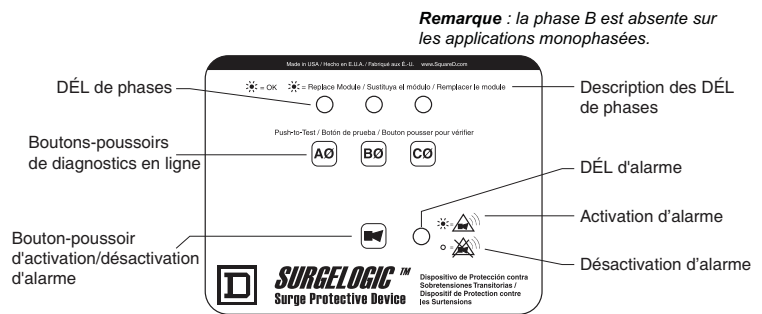 Remarque : la phase B est absente sur
les applications monophasées.
Made in USA / Hecho en E.U.A. / Fabriqué aux É.-U. www.SquareD.com
DÉL de phases
= OK = Replace Module / Sustituya el módulo / Remplacer le module
Description des DÉL
de phases
Push-to-Test / Botón de prueba / Bouton pousser pour vérifier
Boutons-poussoirs
de diagnostics en ligne
AØ BØ CØ
DÉL d'alarme
Activation d'alarme
Bouton-poussoir
d'activation/désactivation
d'alarme
Désactivation d'alarme
D
SURGELOGIC ™
Surge Protective Device
Dispositivo de Protección contra
Sobretensiones Transitorias /
Dispositif de Protection contre
les Surtensions